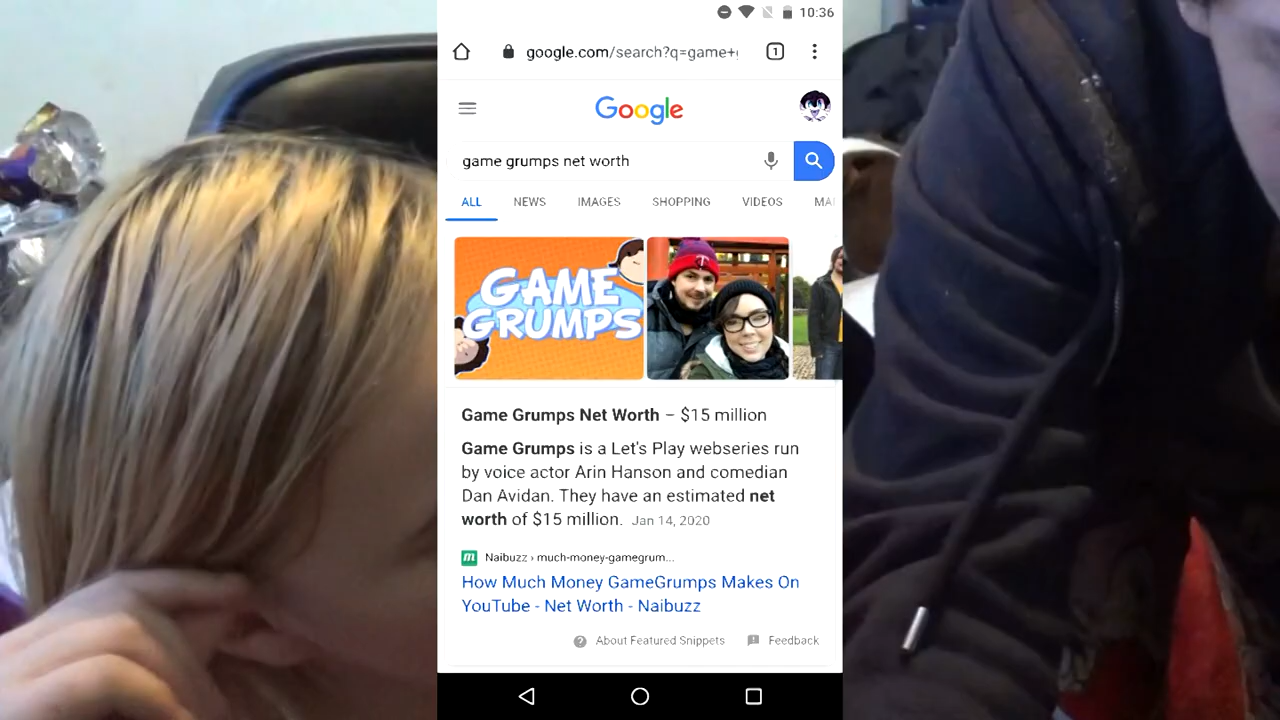 10:36
google.com/search?q=game+
1
Google
game grumps net worth
ALL NEWS IMAGES SHOPPING VIDEOS
GAME
GRUMPS
T
Game Grumps Net Worth – $15 million
Game Grumps is a Let's Play webseries run
by voice actor Arin Hanson and comedian
Dan Avidan. They have an estimated net
worth of $15 million. Jan 14, 2020
m Naibuzz › much-money-gamegrum...
How Much Money GameGrumps Makes On
YouTube - Net Worth - Naibuzz
? About Featured Snippets Feedback